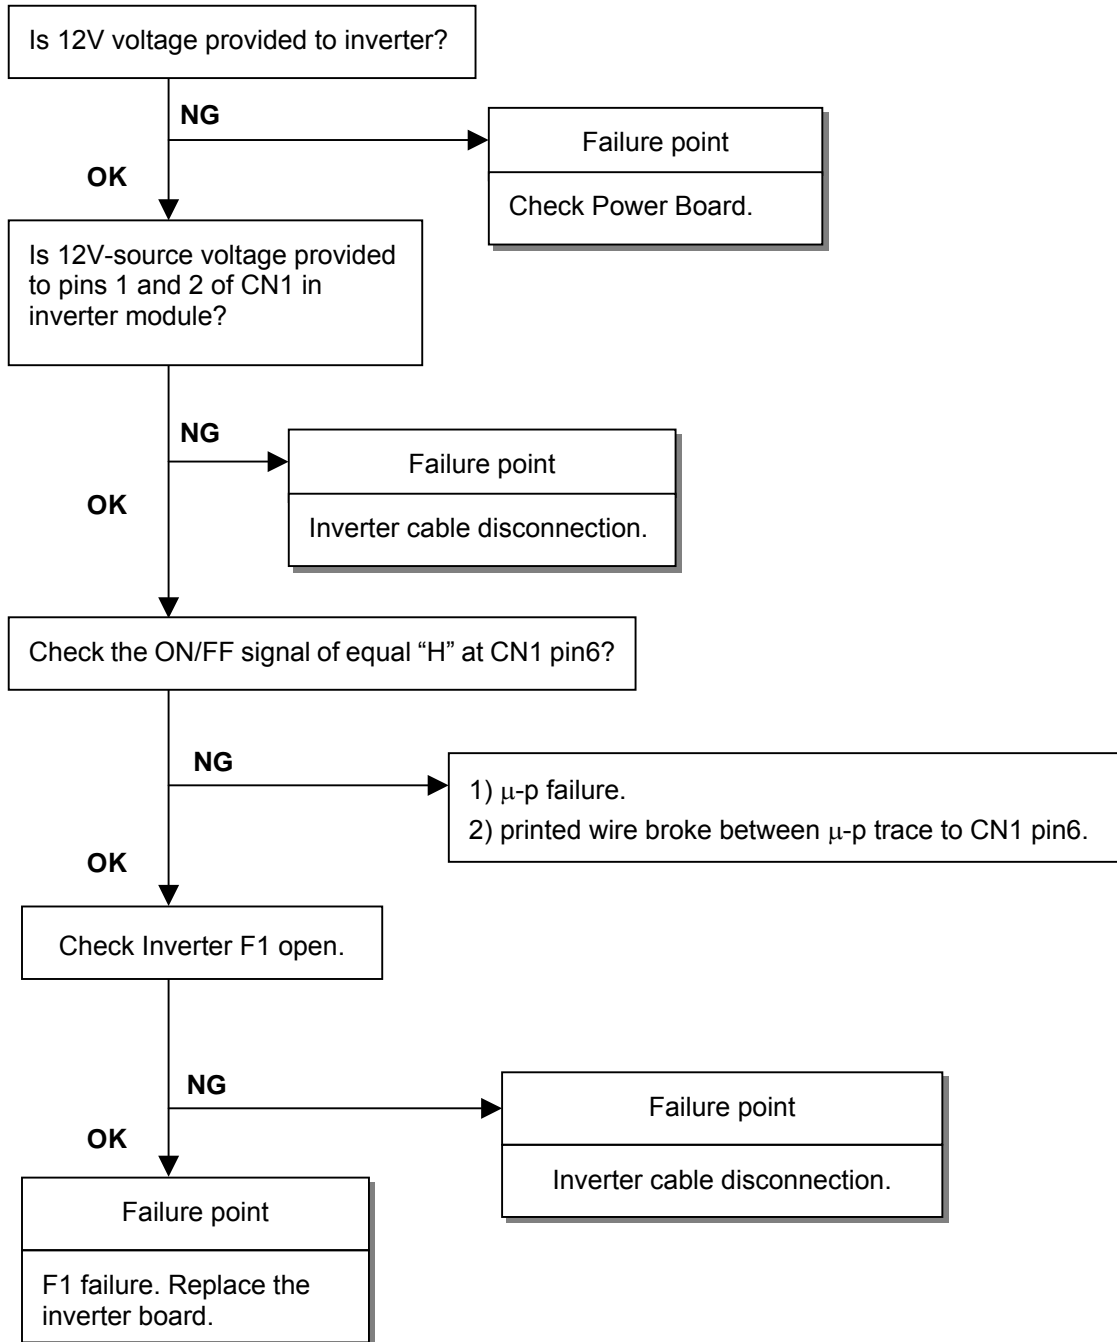 Is 12V voltage provided to inverter?
NG
Failure point
Check Power Board.
OK
Is 12V-source voltage provided
to pins 1 and 2 of CN1 in
inverter module?
NG
Failure point
Inverter cable disconnection.
OK
Check the ON/FF signal of equal “H” at CN1 pin6?
NG
1) μ-p failure.
2) printed wire broke between μ-p trace to CN1 pin6.
OK
Check Inverter F1 open.
NG
Failure point
Inverter cable disconnection.
OK
Failure point
F1 failure. Replace the
inverter board.